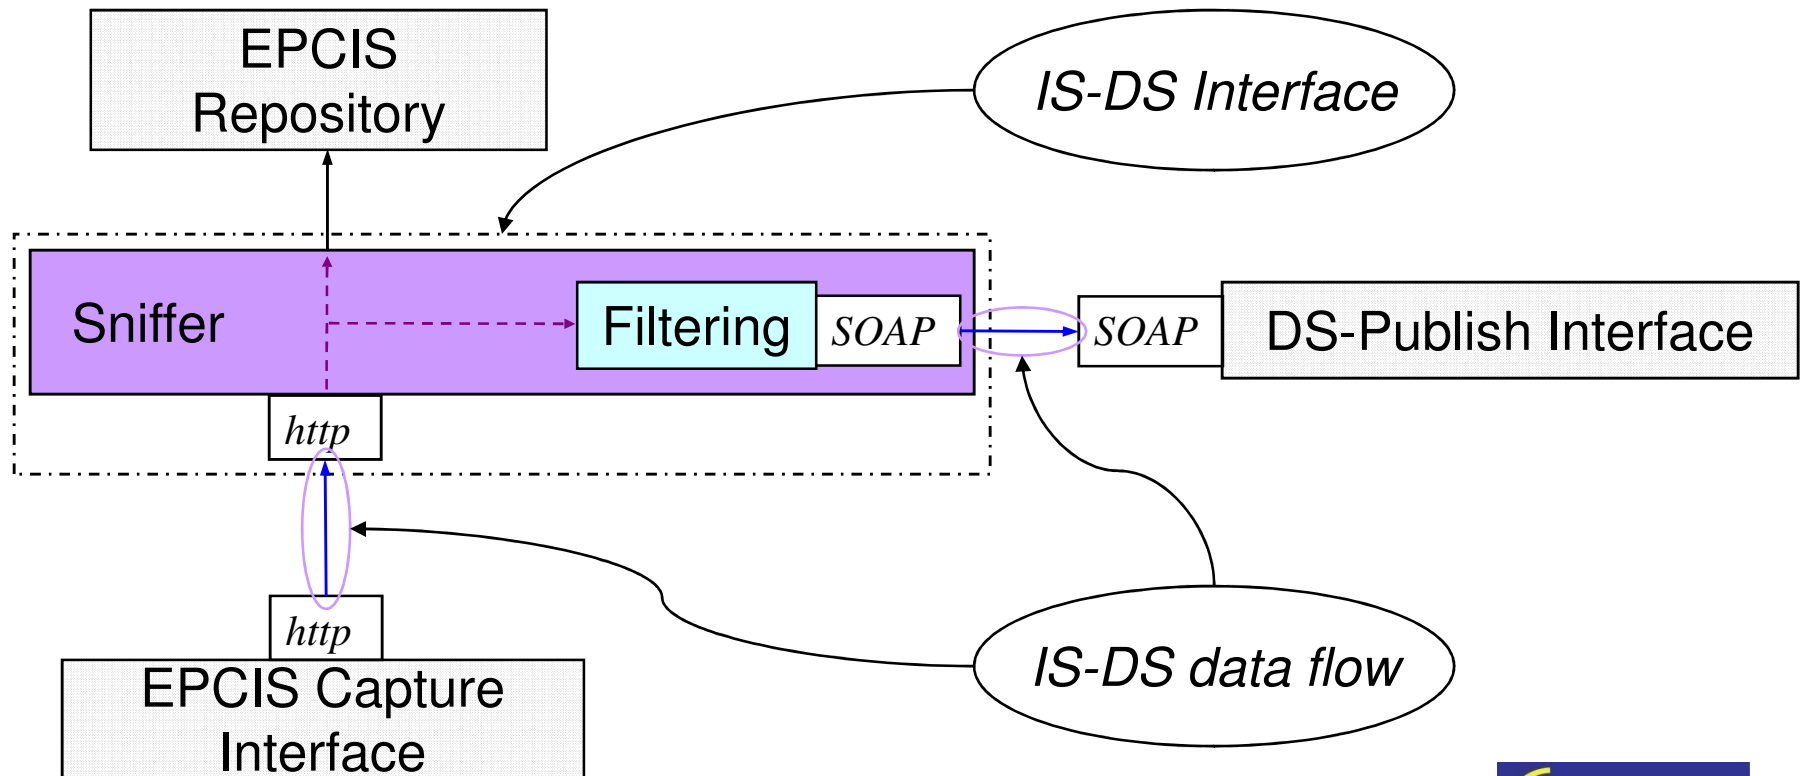 EPCIS
Repository
IS-DS Interface
Sniffer
Filtering
SOAP
SOAP
DS-Publish Interface
http
http
EPCIS Capture
Interface
IS-DS data flow